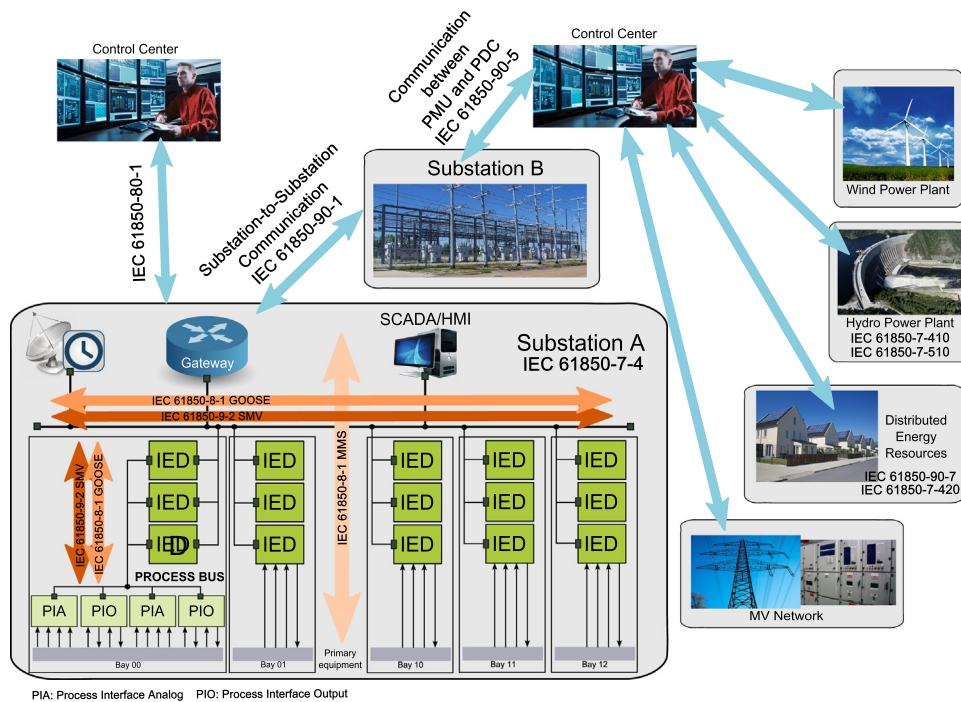 Control Center
Control Center
Communication
between
PMU and PDC
IEC 61850-90-5
IEC 61850-80-1
Substation-to-Substation
Communication
IEC 61850-90-1
Substation B
Wind Power Plant
Hydro Power Plant
IEC 61850-7-410
IEC 61850-7-510
Distributed
Energy
Resources
IEC 61850-90-7
IEC 61850-7-420
MV Network
Gateway
SCADA/HMI
Substation A
IEC 61850-7-4
IEC 61850-8-1 GOOSE
IEC 61850-9-2 SMV
IEC 61850-8-1 MMS
IEC 61850-9-2 SMV
IEC 61850-8-1 GOOSE
IED
IED
IED
D
PROCESS BUS
PIA
PIO
PIA
PIO
Bay 00
IED
IED
IED
Bay 01
Primary
equipment
IED
IED
IED
Bay 10
IED
IED
IED
Bay 11
IED
IED
IED
Bay 12
PIA: Process Interface Analog PIO: Process Interface Output